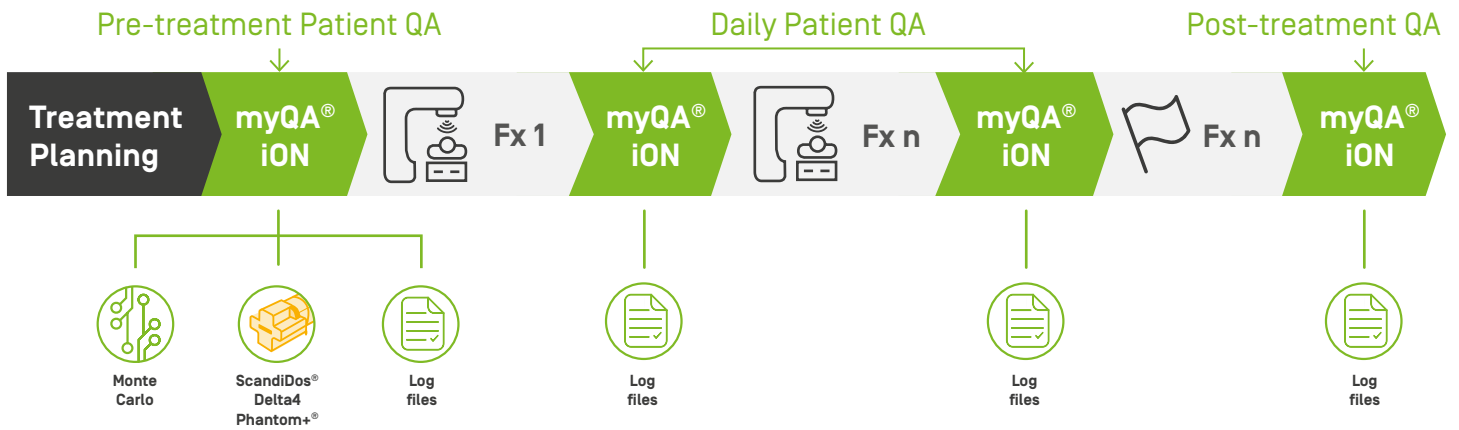 Pre-treatment Patient QA
Daily Patient QA
Post-treatment QA
Treatment
Planning
myQA®
iON
Fx 1
myQA®
iON
Fx n
myQA®
iON
Fx n
myQA®
iON
Monte
Carlo
ScandiDos®
Delta4
Phantom+®
Log
files
Log
files
Log
files
Log
files